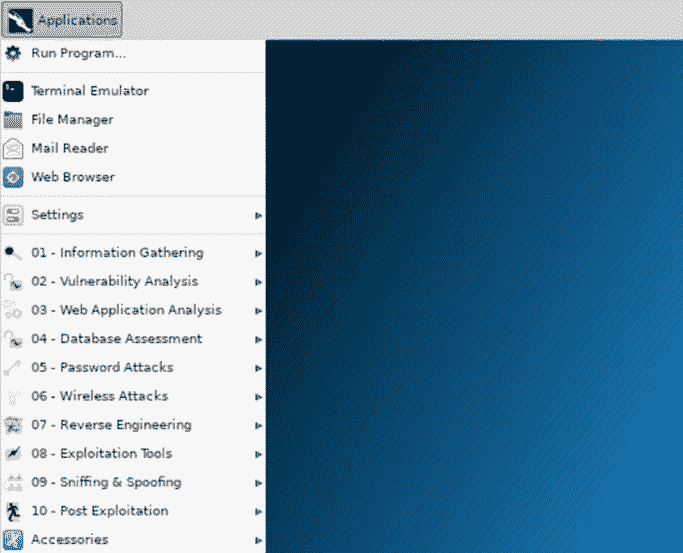 Applications
Run Program...
Terminal Emulator
File Manager
Mail Reader
Web Browser
Settings
01 - Information Gathering
02 - Vulnerability Analysis
03 - Web Application Analysis
04 - Database Assessment
05 - Password Attacks
06 - Wireless Attacks
07 - Reverse Engineering
08 - Exploitation Tools
09 - Sniffing & Spoofing
10 - Post Exploitation
Accessories